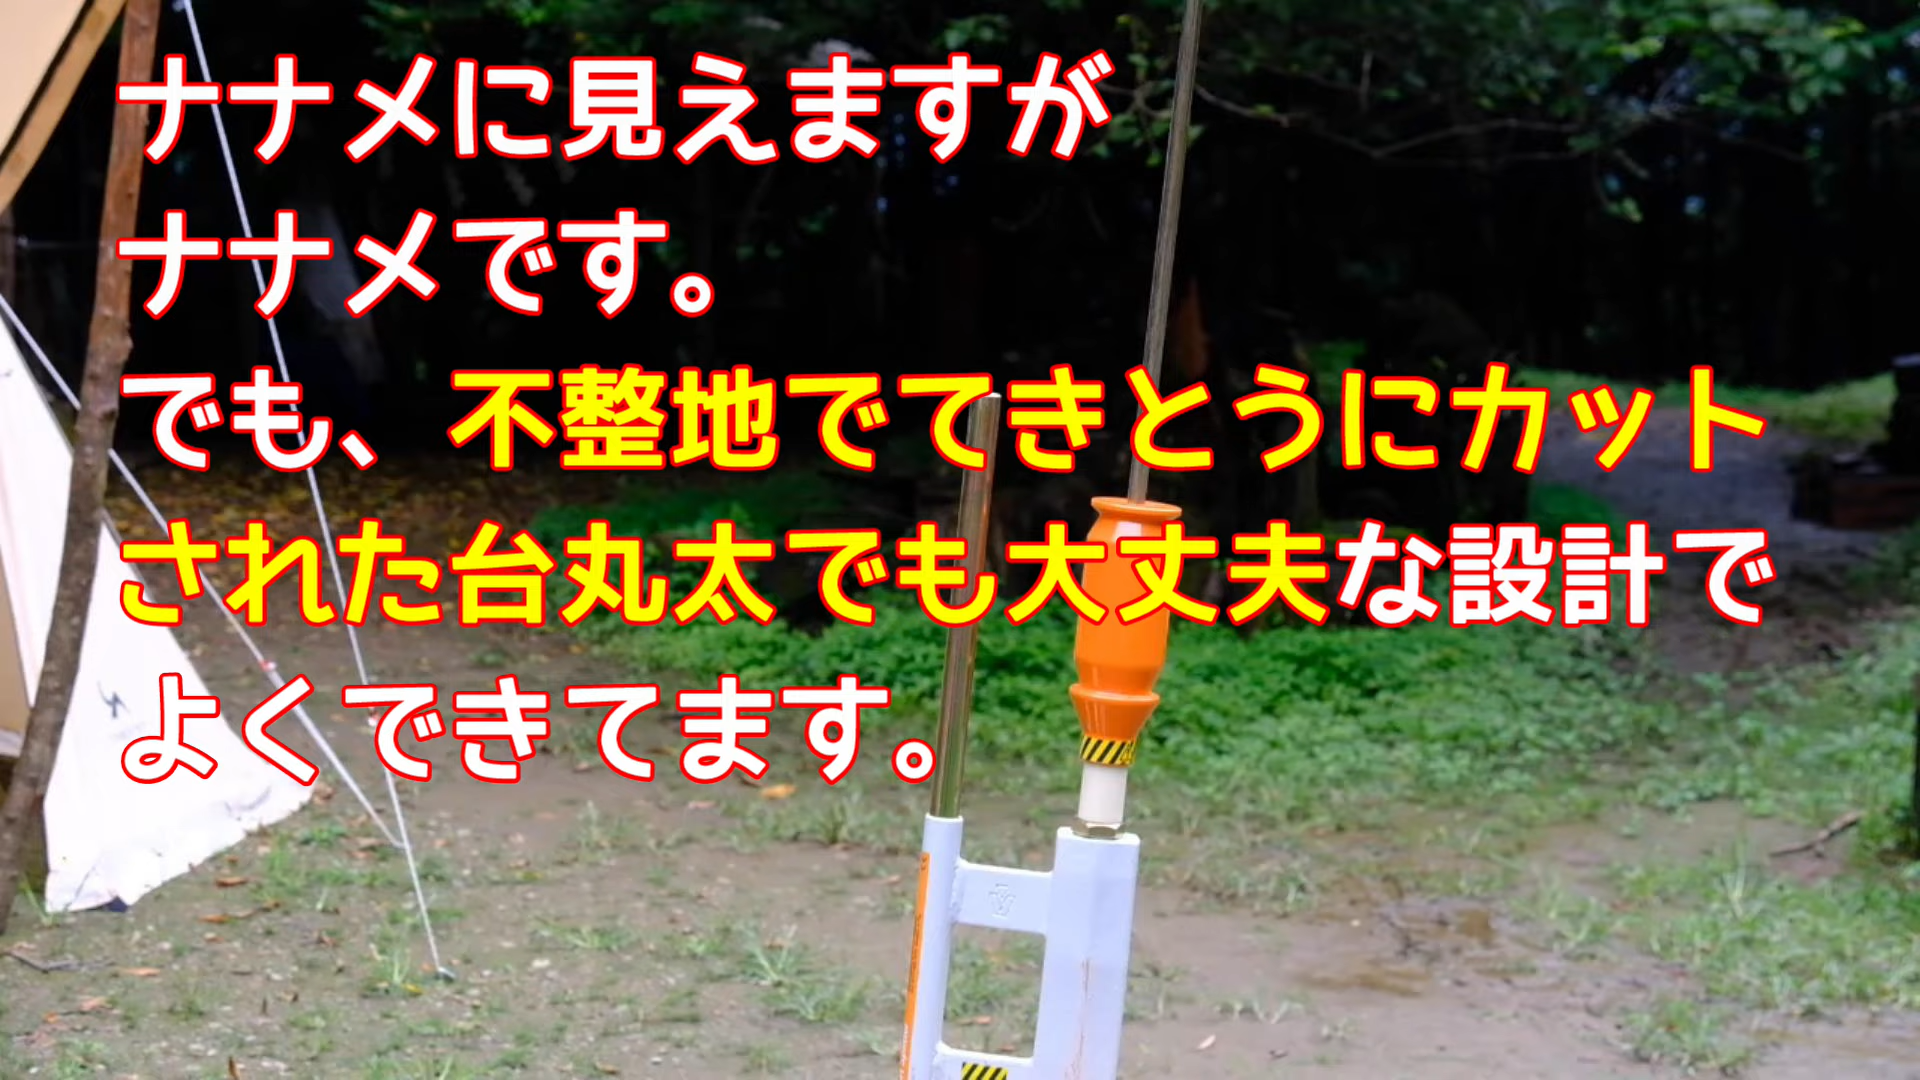 ナナメに見えますが
ナナメです。
でも、不整地でてきとうにカット
された台丸太でも大丈夫な設計で
よくできてます。